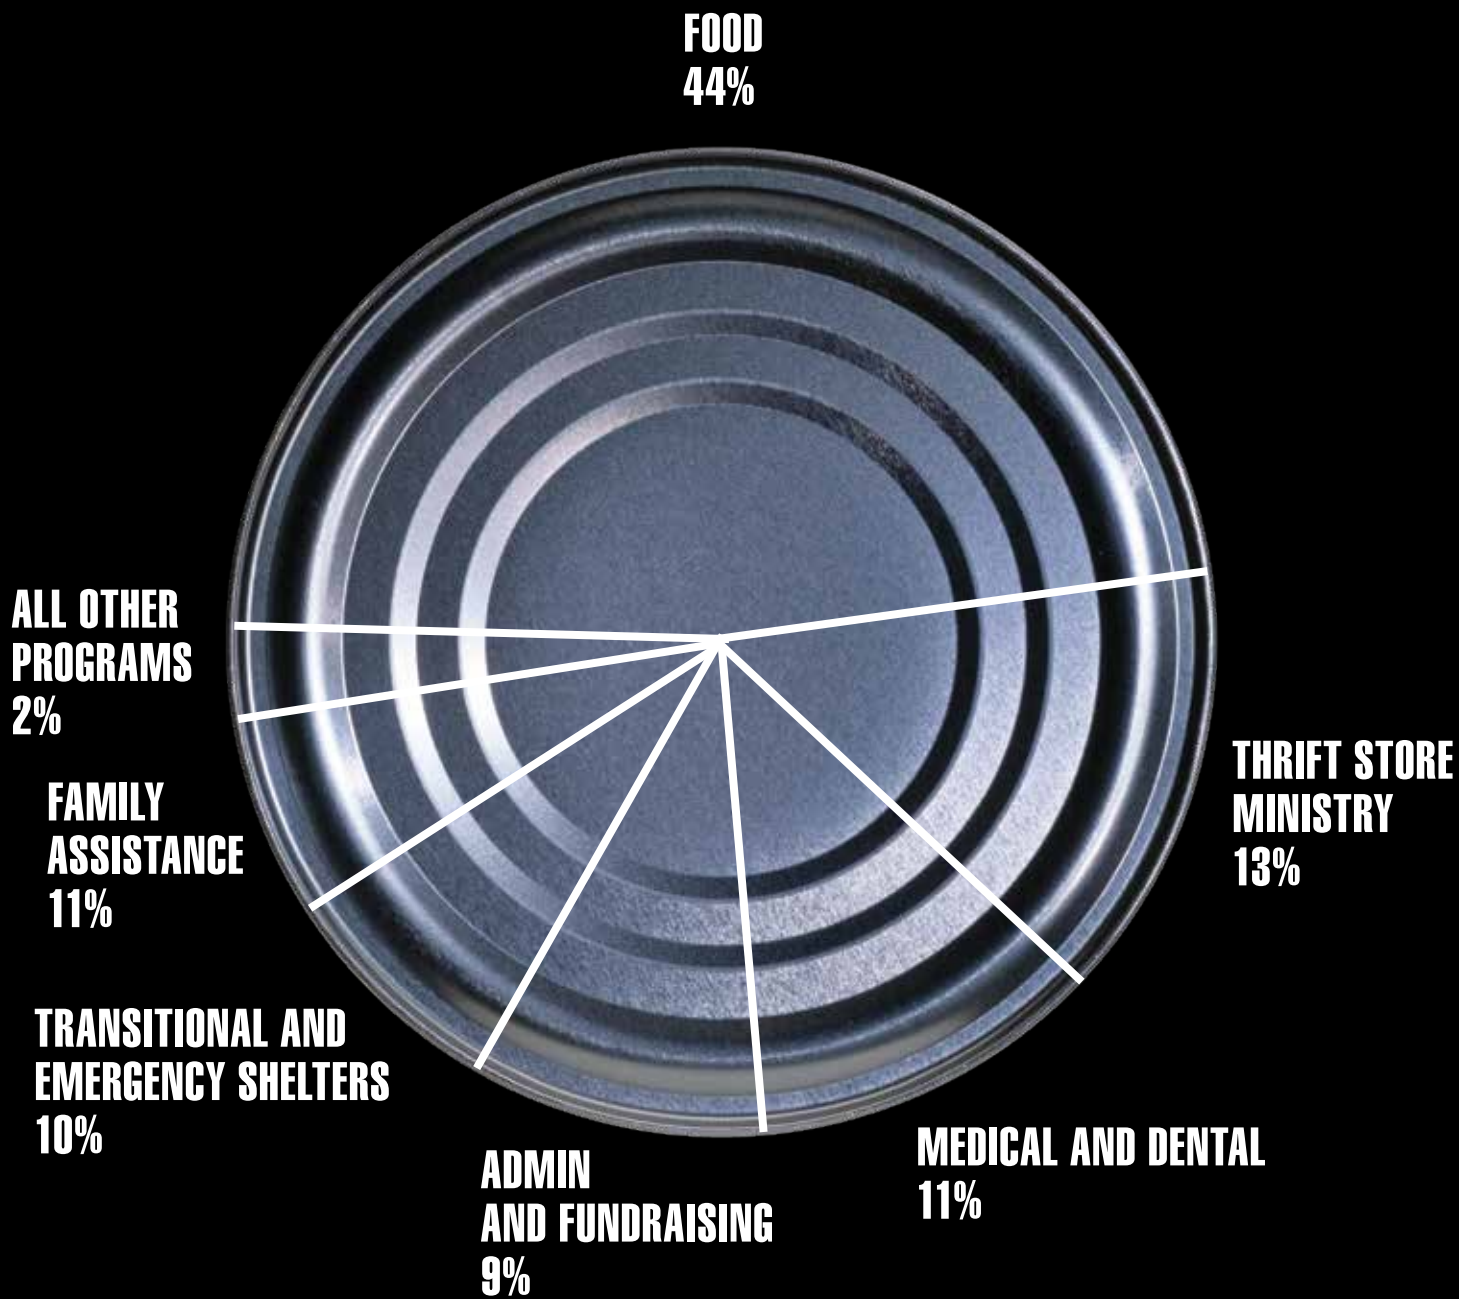 FOOD
44%
THRIFT STORE
MINISTRY
13%
MEDICAL AND DENTAL
11%
ADMIN
AND FUNDRAISING
9%
TRANSITIONAL AND
EMERGENCY SHELTERS
10%
FAMILY
ASSISTANCE
11%
ALL OTHER
PROGRAMS
2%